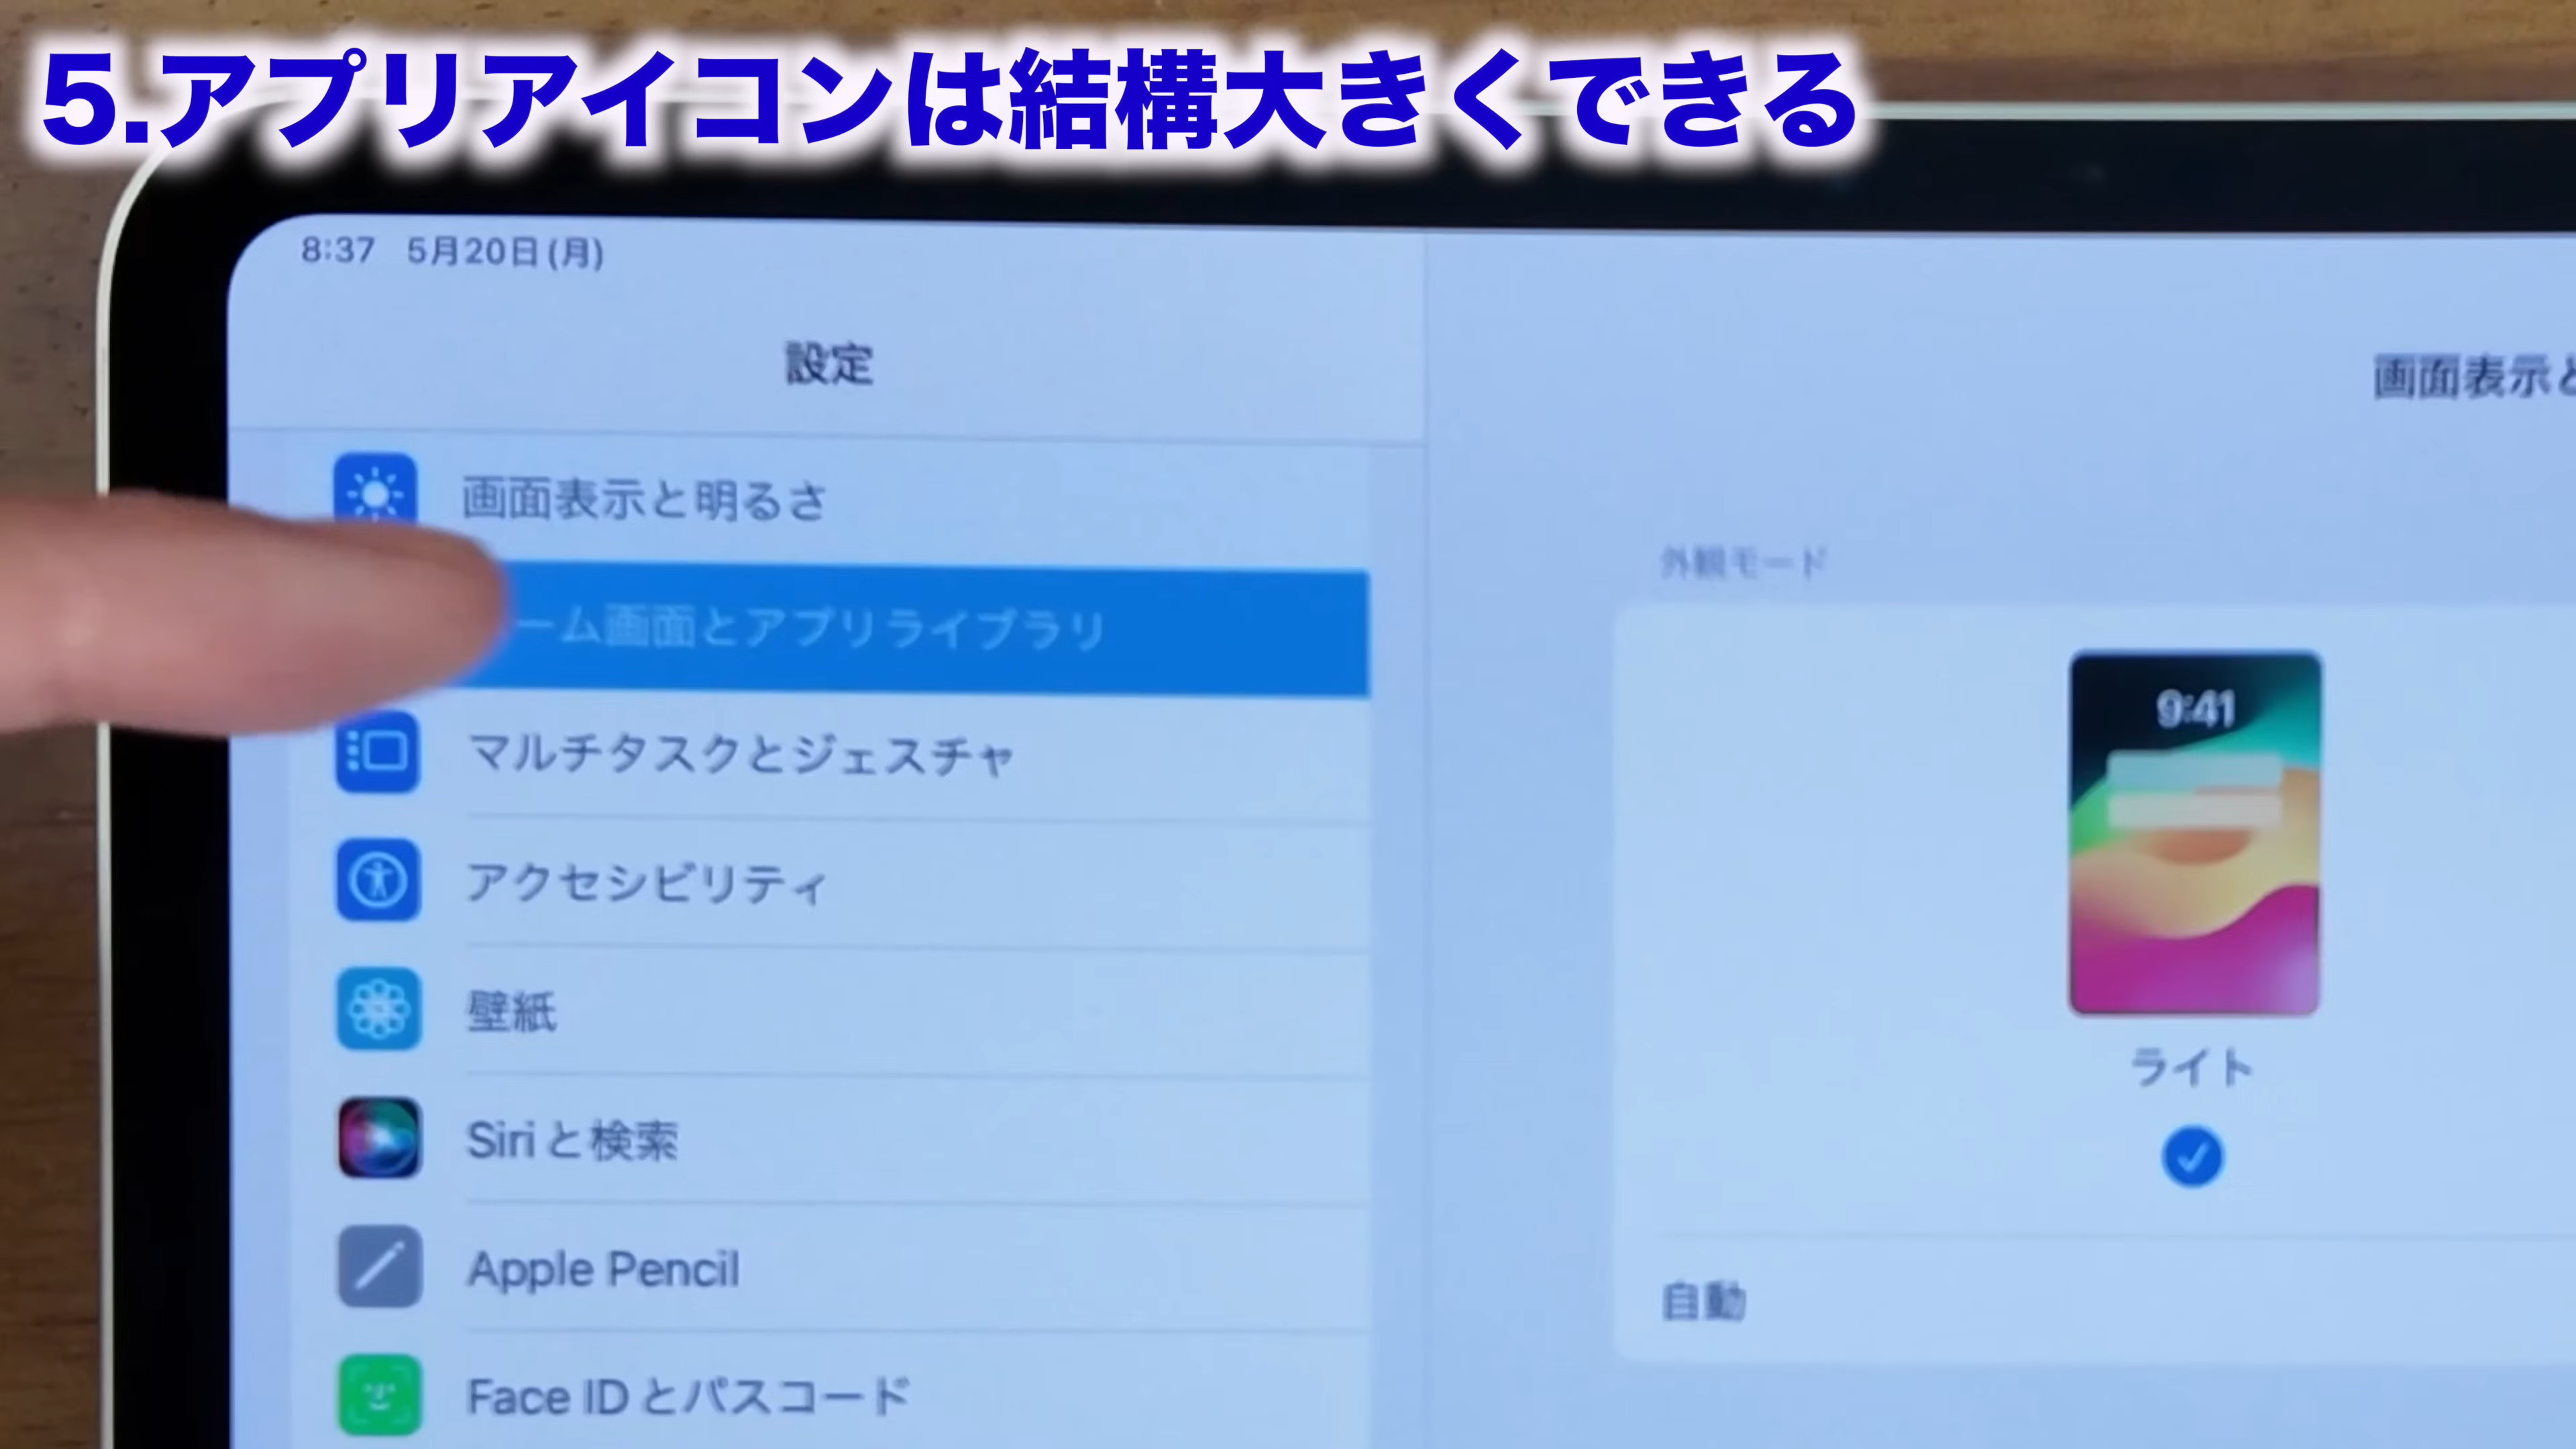 5.アプリアイコンは結構大きくできる
8:37 5月20日(月)
設定
画面表示と
画面表示と明るさ
ーム画面とアプリライブラリ
マルチタスクとジェスチャ
アクセシビリティ
壁紙
Siriと検索
Apple Pencil
Face IDとパスコード
外観モード
9:41
ライト
自動